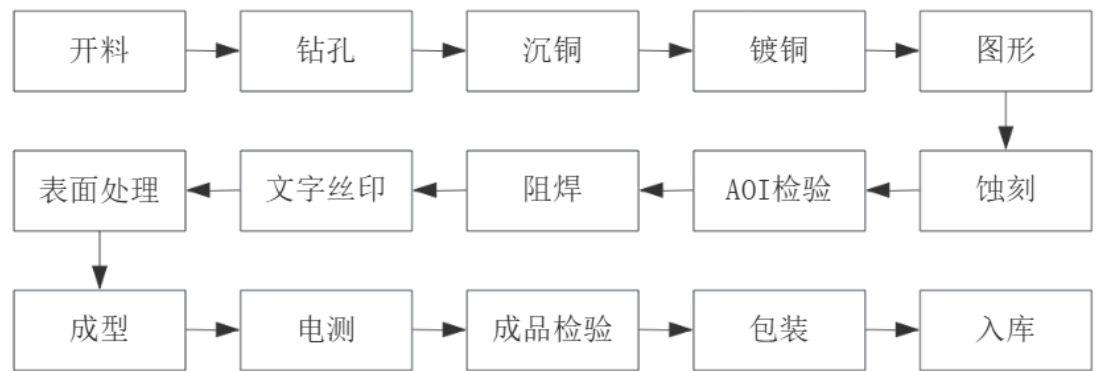 开料 钻孔 沉铜 镀铜 图形
表面处理 文字丝印 阻焊 AOI检验 蚀刻
成型 电测 成品检验 包装 入库